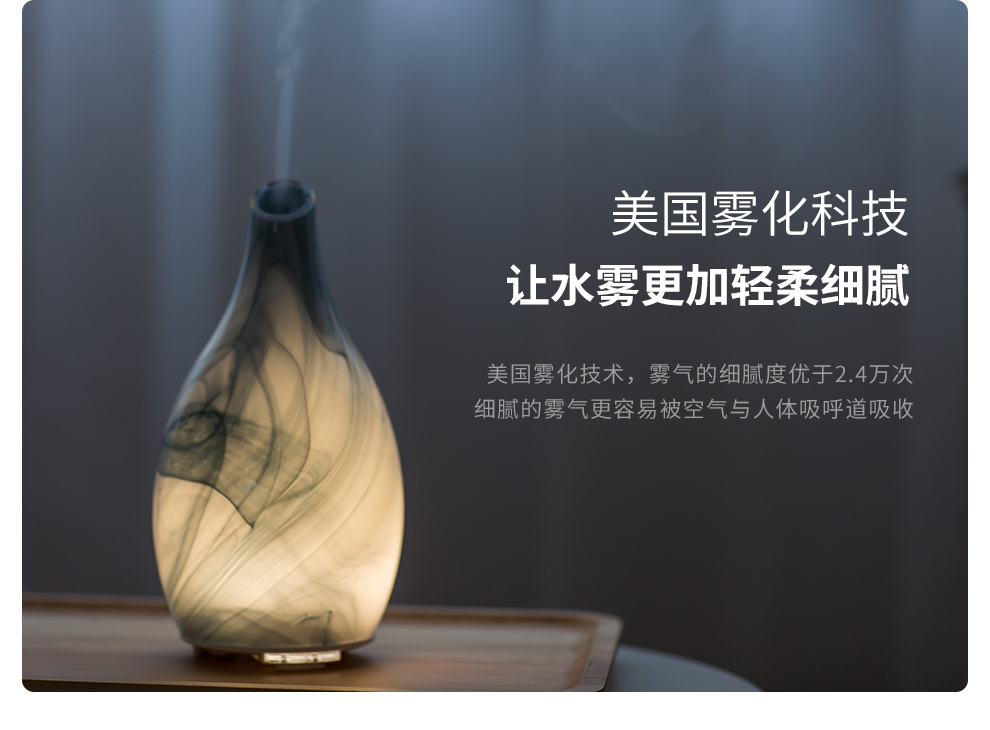 美国雾化科技
让水雾更加轻柔细腻
美国雾化技术，雾气的细腻度优于2.4万次
细腻的雾气更容易被空气与人体吸呼道吸收